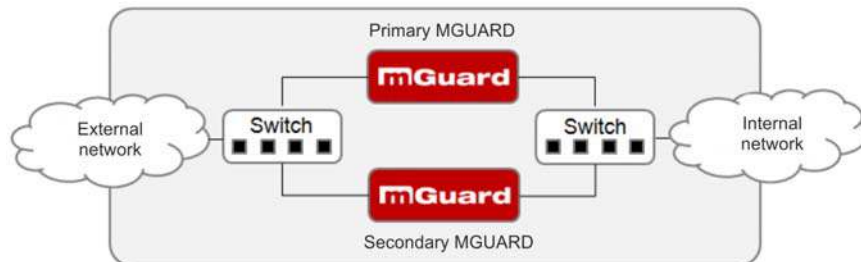 Primary MGUARD
mGuard
External
network
Switch
Switch
Internal
network
mGuard
Secondary MGUARD